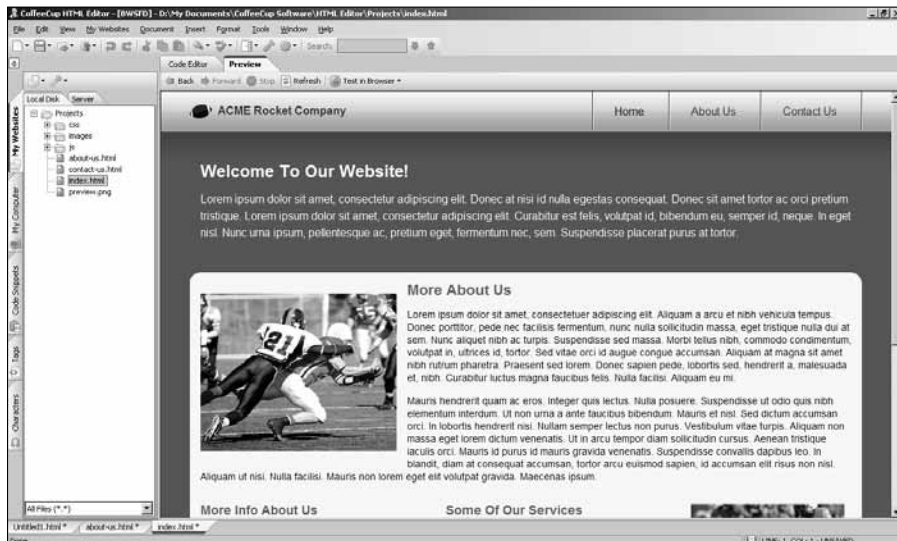 CoffeeCup HTML Editor - [BWSFD] - D:\My Documents\CoffeeCup Software\HTML Editor\Projects\index.html
File Edit View My Websites Document Insert Format Tools Window Help
Search:
Code Editor Preview
Back Forward Stop Refresh Test in Browser
Local Disk Server
Projects
css
images
js
about-us.html
contact-us.html
index.html
preview.png
My Websites
My Computer
Code Snippets
Tags
Characters
ACME Rocket Company
Home About Us Contact Us
Welcome To Our Website!
Lorem ipsum dolor sit amet, consectetur adipiscing elit. Donec at nisi id nulla egestas consequat. Donec sit amet tortor ac orci pretium
tristique. Lorem ipsum dolor sit amet, consectetur adipiscing elit. Curabitur est felis, volutpat id, bibendum eu, semper id, neque. In eget
nisl. Nunc urna ipsum, pellentesque ac, pretium eget, fermentum nec, sem. Suspendisse placerat purus at tortor.
21
More About Us
Lorem ipsum dolor sit amet, consectetuer adipiscing elit. Aliquam a arcu et nibh vehicula tempus.
Donec porttitor, pede nec facilisis fermentum, nunc nulla sollicitudin massa, eget tristique nulla dui at
sem. Nunc aliquet nibh ac turpis. Suspendisse sed massa. Morbi tellus nibh, commodo condimentum,
volutpat in, ultrices id, tortor. Sed vitae orci id augue congue accumsan. Aliquam at magna sit amet
nibh rutrum pharetra. Praesent sed lorem. Donec sapien pede, lobortis sed, hendrerit a, malesuada
et, nibh. Curabitur luctus magna faucibus felis. Nulla facilisi. Aliquam eu mi.
Mauris hendrerit quam ac eros. Integer quis lectus. Nulla posuere. Suspendisse ut odio quis nibh
elementum interdum. Ut non urna a ante faucibus bibendum. Mauris et nisl. Sed dictum accumsan
orci. In lobortis hendrerit nisi. Nullam semper lectus non purus. Vestibulum vitae turpis. Aliquam non
massa eget lorem dictum venenatis. Ut in arcu tempor diam sollicitudin cursus. Aenean tristique
iaculis orci. Mauris id purus id mauris gravida venenatis. Suspendisse convallis dapibus leo. In
blandit, diam at consequat accumsan, tortor arcu euismod sapien, id accumsan elit risus non nisl.
Aliquam ut nisi. Nulla facilisi. Mauris non lorem eget elit volutpat gravida. Maecenas ipsum.
More Info About Us Some Of Our Services
All Files (*.*)
Untitled1.html * about-us.html * index.html *